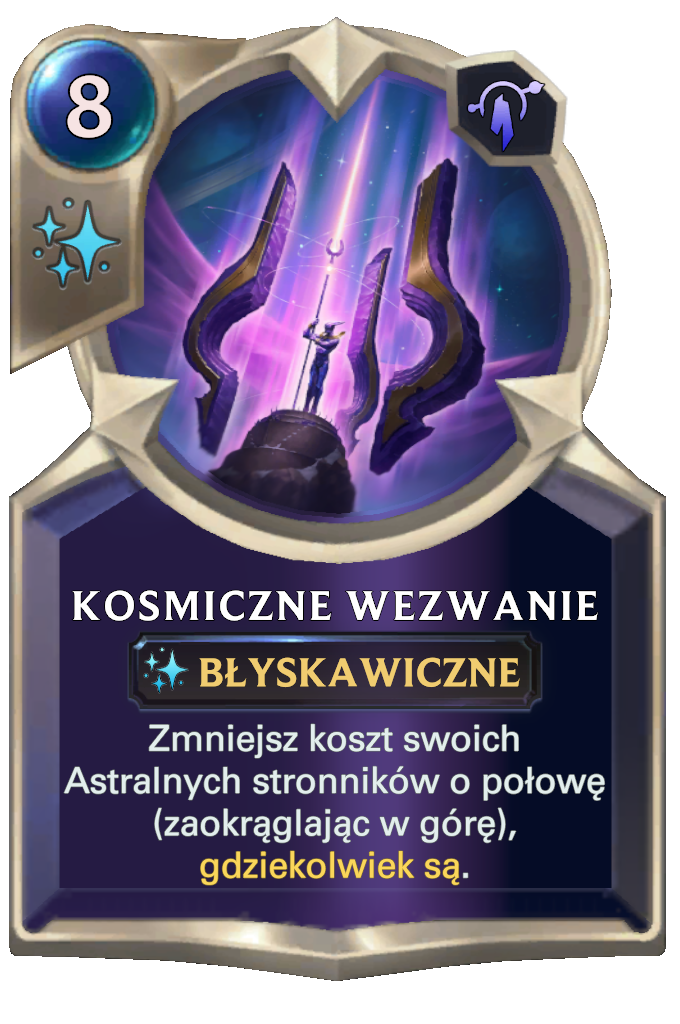 8
KOSMICZNE WEZWANIE
BŁYSKAWICZNE
Zmniejsz koszt swoich
Astralnych stronników o połowę
(zaokrąglając w górę),
gdziekolwiek są.